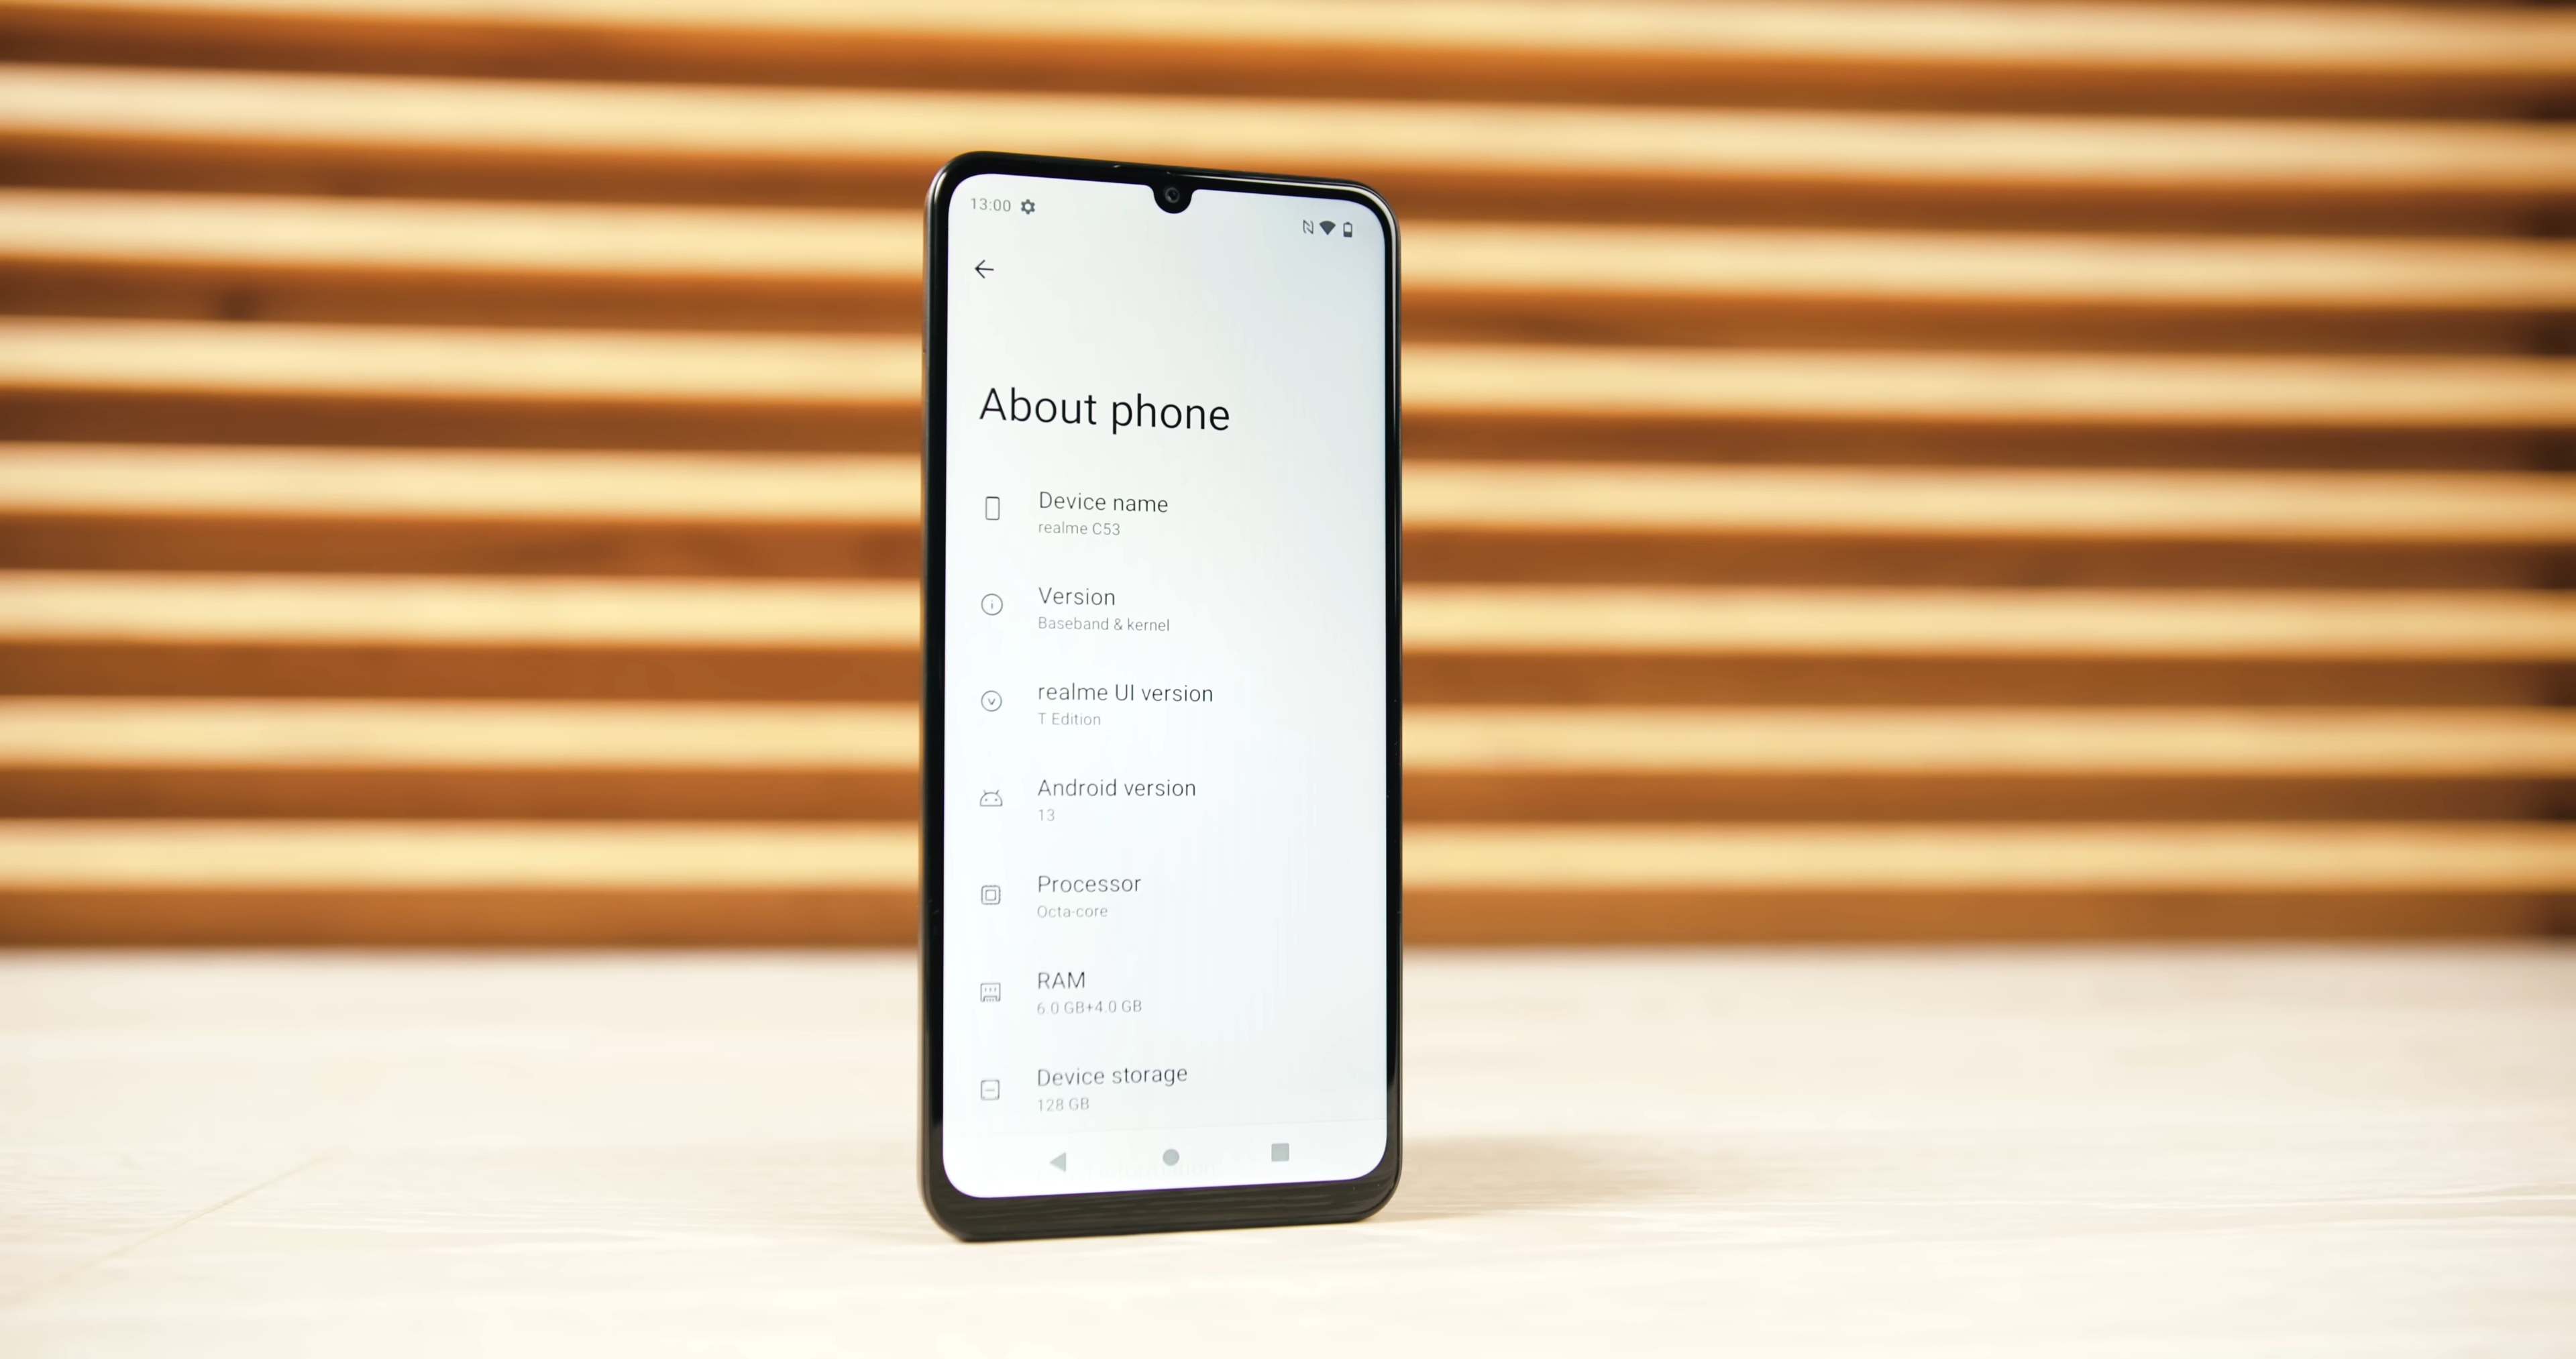 13:00
About phone
Device name
realme C53
Version
Baseband & kernel
realme UI version
T Edition
Android version
13
Processor
Octa-core
RAM
6.0 GB+4.0 GB
Device storage
128 GB